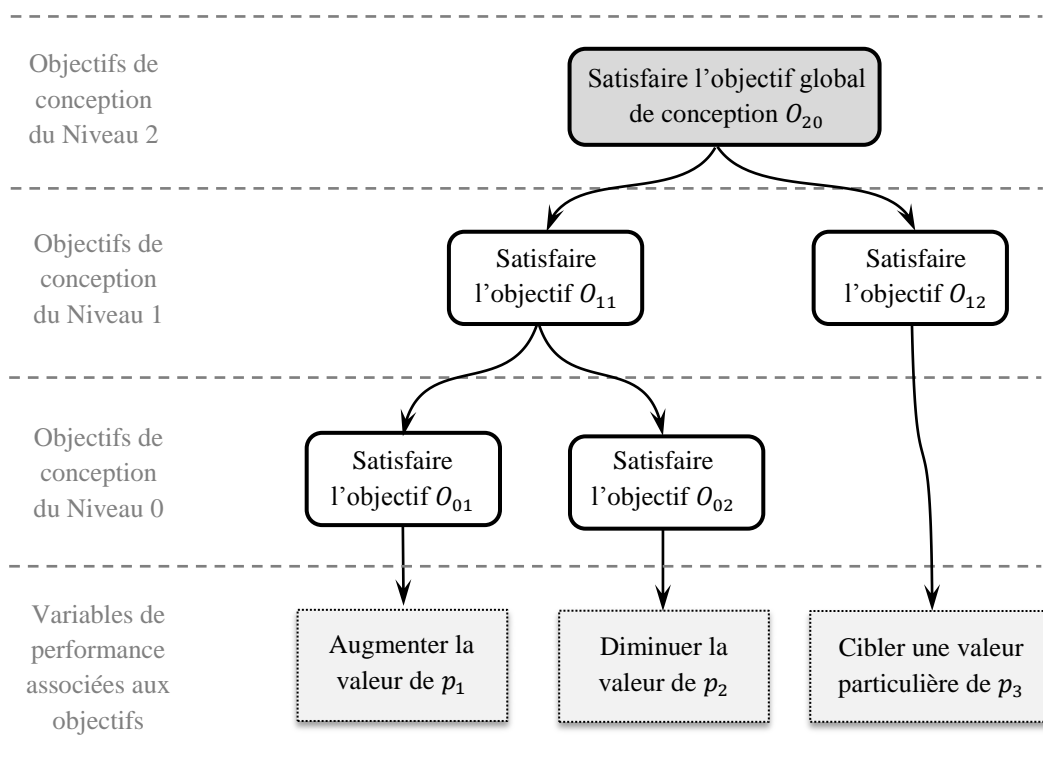 Objectifs de
conception
du Niveau 2
Satisfaire l’objectif global
de conception O₂₀
Objectifs de
conception
du Niveau 1
Satisfaire
l’objectif O₁₁
Satisfaire
l’objectif O₁₂
Objectifs de
conception
du Niveau 0
Satisfaire
l’objectif O₀₁
Satisfaire
l’objectif O₀₂
Variables de
performance
associées aux
objectifs
Augmenter la
valeur de p₁
Diminuer la
valeur de p₂
Cibler une valeur
particulière de p₃